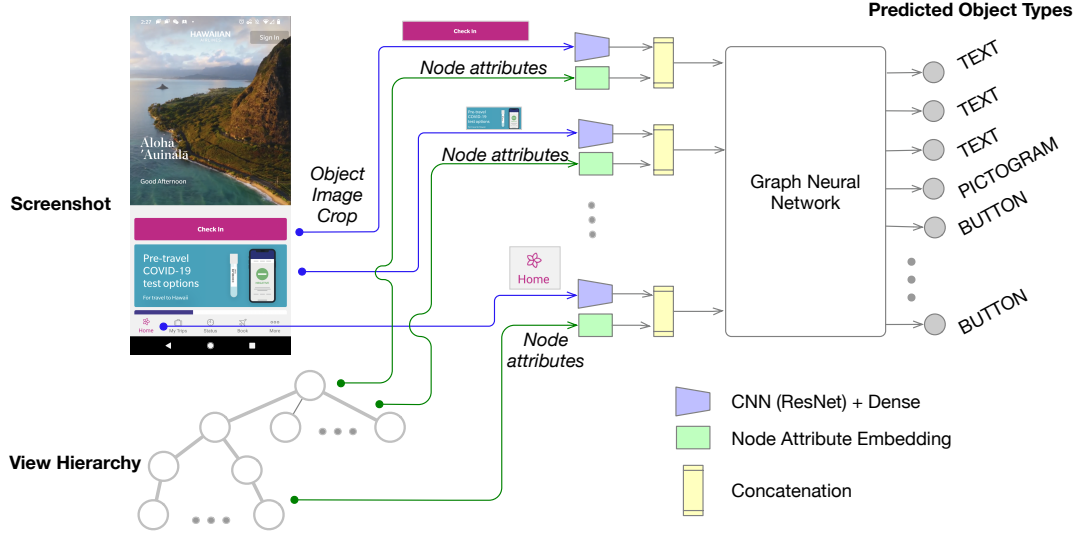 Predicted Object Types
2:27
HAWAIIAN
Sign In
Aloha
'Auinalā
Good Afternoon
Check In
Pre-travel
COVID-19
test options
For travel to Hawaii
Home
My Trips
Status
Book
More
Screenshot
Object
Image
Crop
Check In
Node attributes
Pre-travel
COVID-19
test options
Node attributes
Home
Node
attributes
Graph Neural
Network
TEXT
TEXT
TEXT
PICTOGRAM
BUTTON
BUTTON
View Hierarchy
CNN (ResNet) + Dense
Node Attribute Embedding
Concatenation